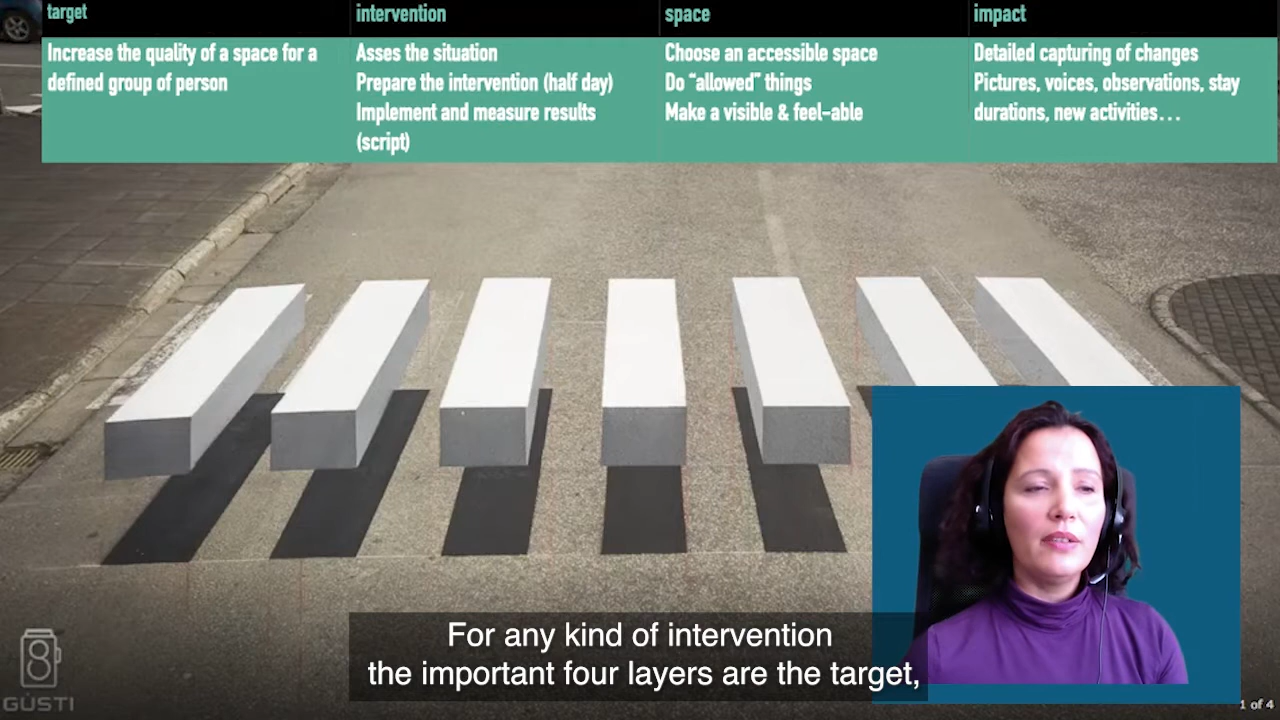 target
Increase the quality of a space for a
defined group of person
intervention
Asses the situation
Prepare the intervention (half day)
Implement and measure results
(script)
space
Choose an accessible space
Do “allowed” things
Make a visible & feel-able
impact
Detailed capturing of changes
Pictures, voices, observations, stay
durations, new activities...
GÚSTI
1 of 4
For any kind of intervention
the important four layers are the target,